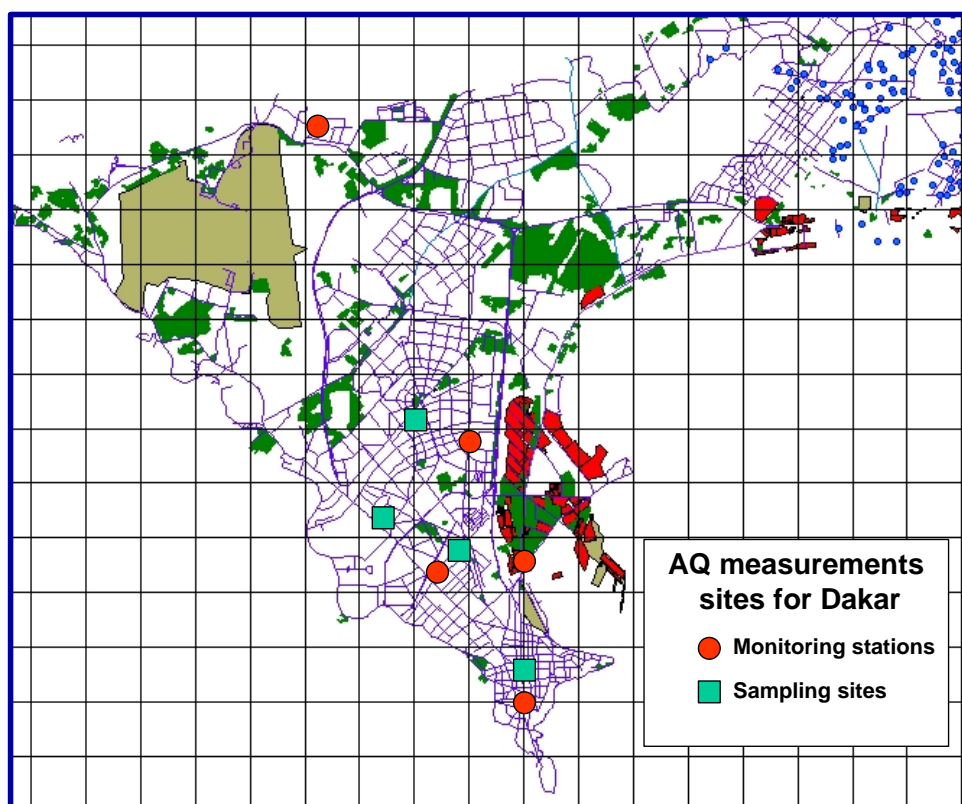 AQ measurements
sites for Dakar
Monitoring stations
Sampling sites